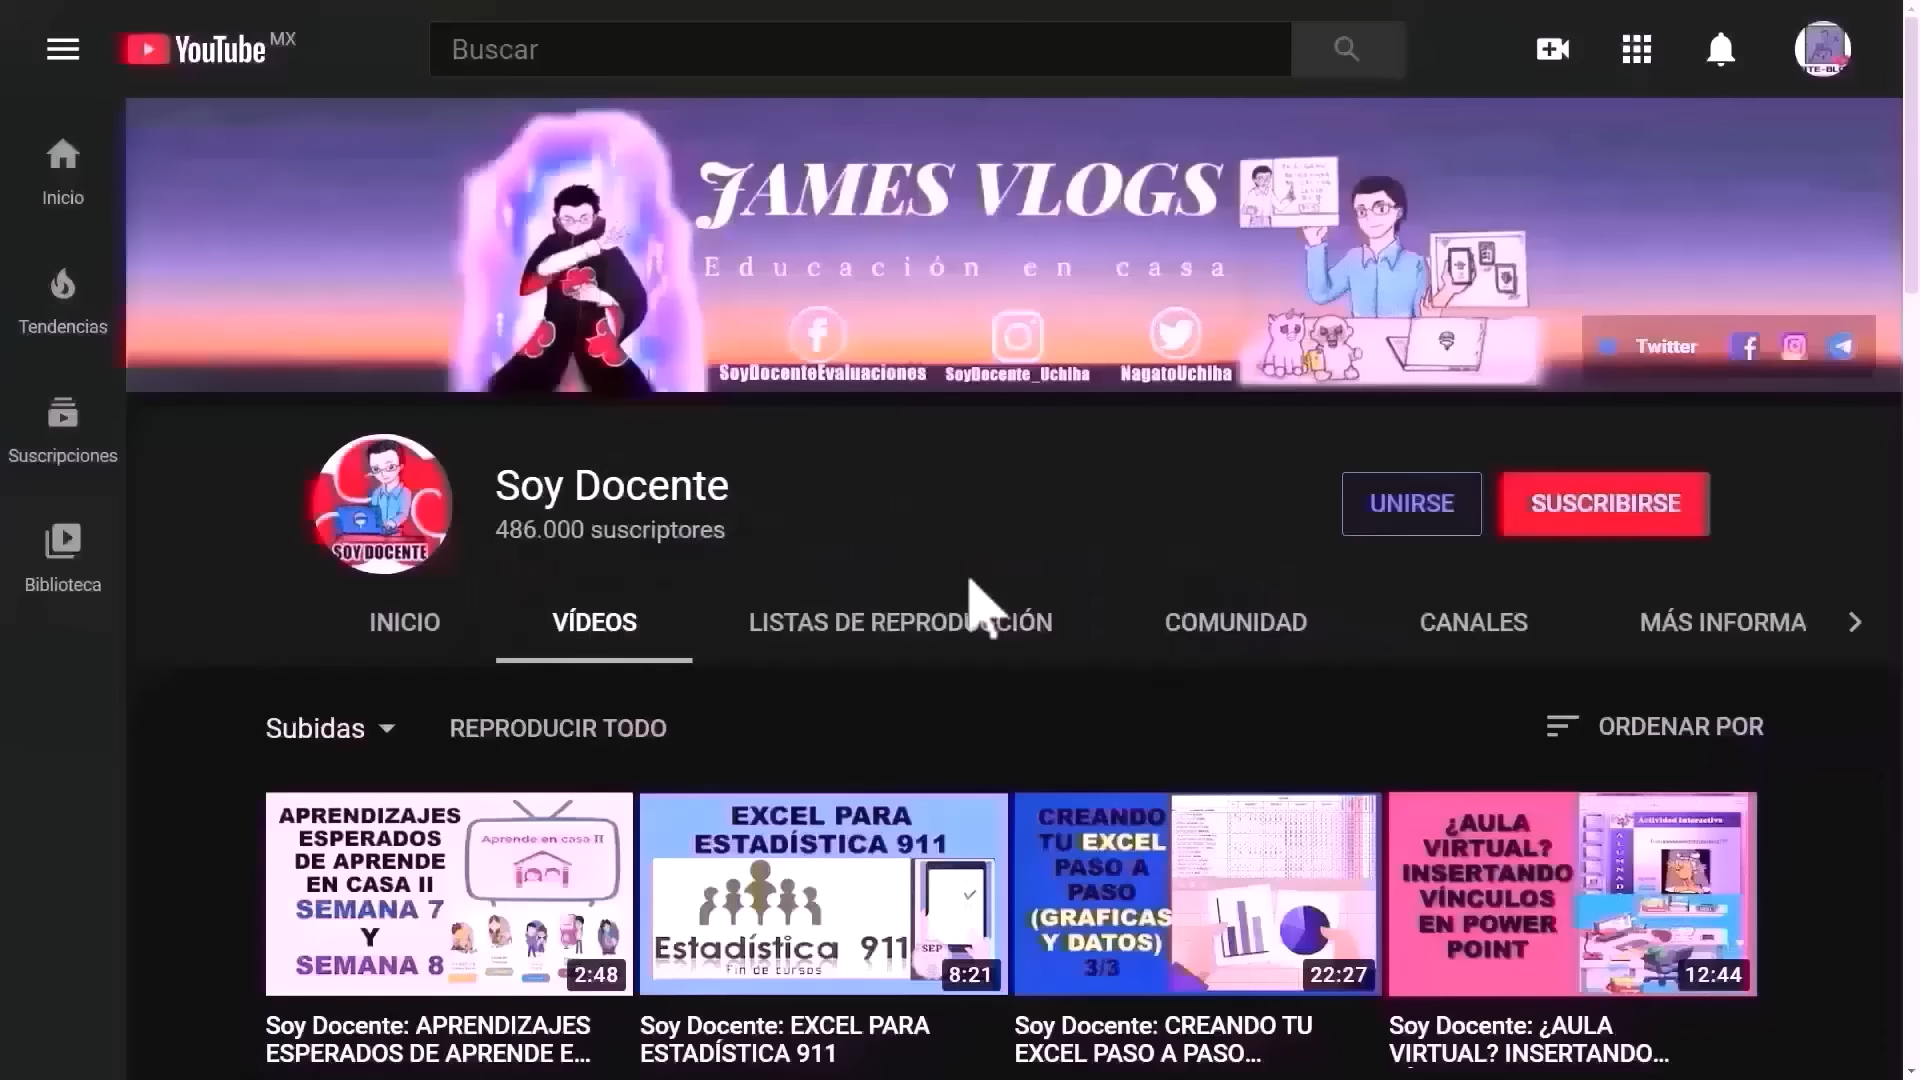 YouTube MX
Buscar
Inicio
Tendencias
Suscripciones
Biblioteca
JAMES VLOGS
Educación en casa
SoyDocenteEvaluaciones
SoyDocente_Uchiha
NagatoUchiha
Twitter
SOY DOCENTE
Soy Docente
486.000 suscriptores
UNIRSE
SUSCRIBIRSE
INICIO
VÍDEOS
LISTAS DE REPRODUCCIÓN
COMUNIDAD
CANALES
MÁS INFORMA
Subidas
REPRODUCIR TODO
ORDENAR POR
APRENDIZAJES
ESPERADOS
DE APRENDE
EN CASA II
SEMANA 7
Y
SEMANA 8
Aprende en casa II
2:48
EXCEL PARA
ESTADÍSTICA 911
Estadística 911
Fin de cursos
SEP
8:21
CREANDO
TU EXCEL
PASO A
PASO
(GRAFICAS
Y DATOS)
3/3
22:27
¿AULA
VIRTUAL?
INSERTANDO
VÍNCULOS
EN POWER
POINT
Actividad Interactiva
12:44
Soy Docente: APRENDIZAJES
ESPERADOS DE APRENDE E...
Soy Docente: EXCEL PARA
ESTADÍSTICA 911
Soy Docente: CREANDO TU
EXCEL PASO A PASO...
Soy Docente: ¿AULA
VIRTUAL? INSERTANDO...